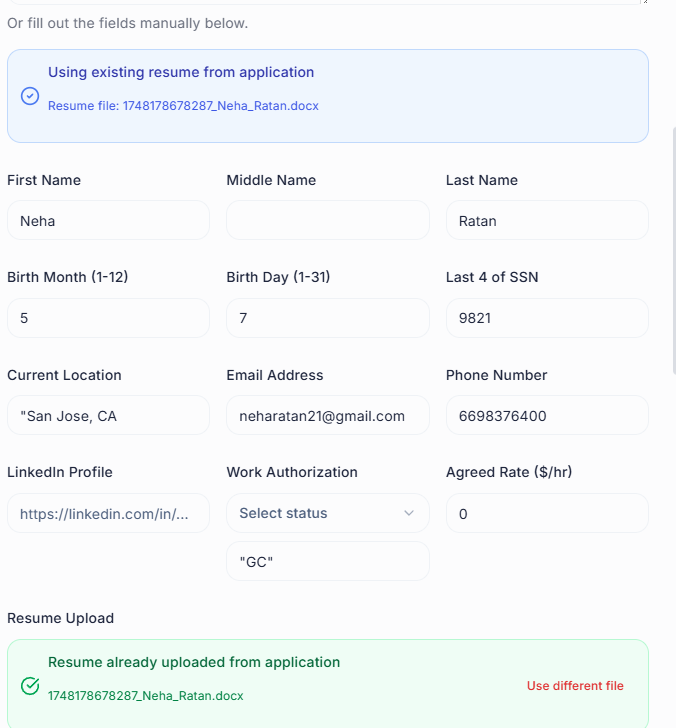 Or fill out the fields manually below.
Using existing resume from application
Resume file: 1748178678287_Neha_Ratan.docx
First Name Middle Name Last Name
Neha Ratan
Birth Month (1-12) Birth Day (1-31) Last 4 of SSN
5 7 9821
Current Location Email Address Phone Number
"San Jose, CA neharatan21@gmail.com 6698376400
LinkedIn Profile Work Authorization Agreed Rate ($/hr)
https://linkedin.com/in/... Select status 0
"GC"
Resume Upload
Resume already uploaded from application
1748178678287_Neha_Ratan.docx Use different file